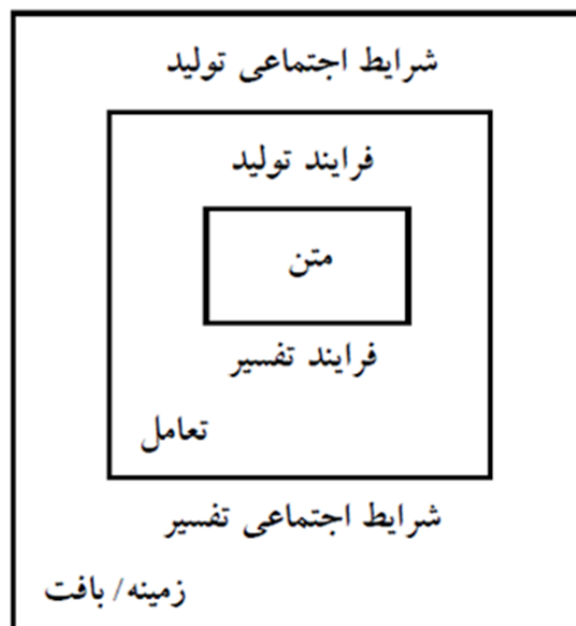 شرایط اجتماعی تولید
فرایند تولید
متن
فرایند تفسیر
تعامل
شرایط اجتماعی تفسیر
زمینه/ بافت